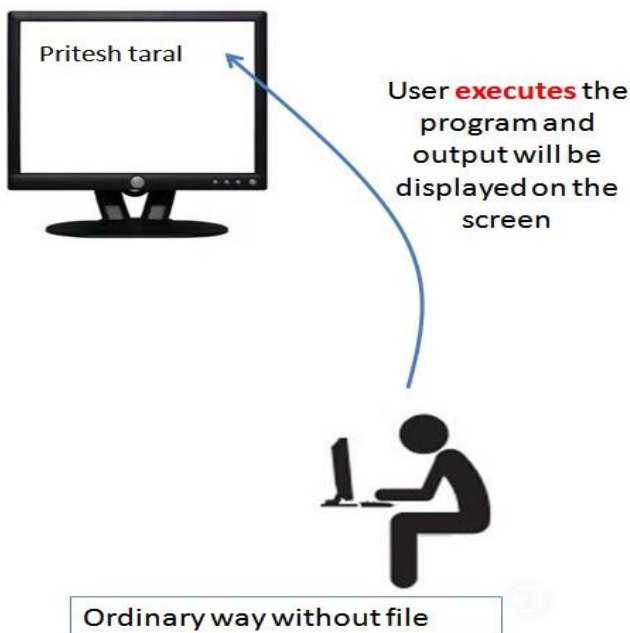 Pritesh taral
User executes the
program and
output will be
displayed on the
screen
Ordinary way without file